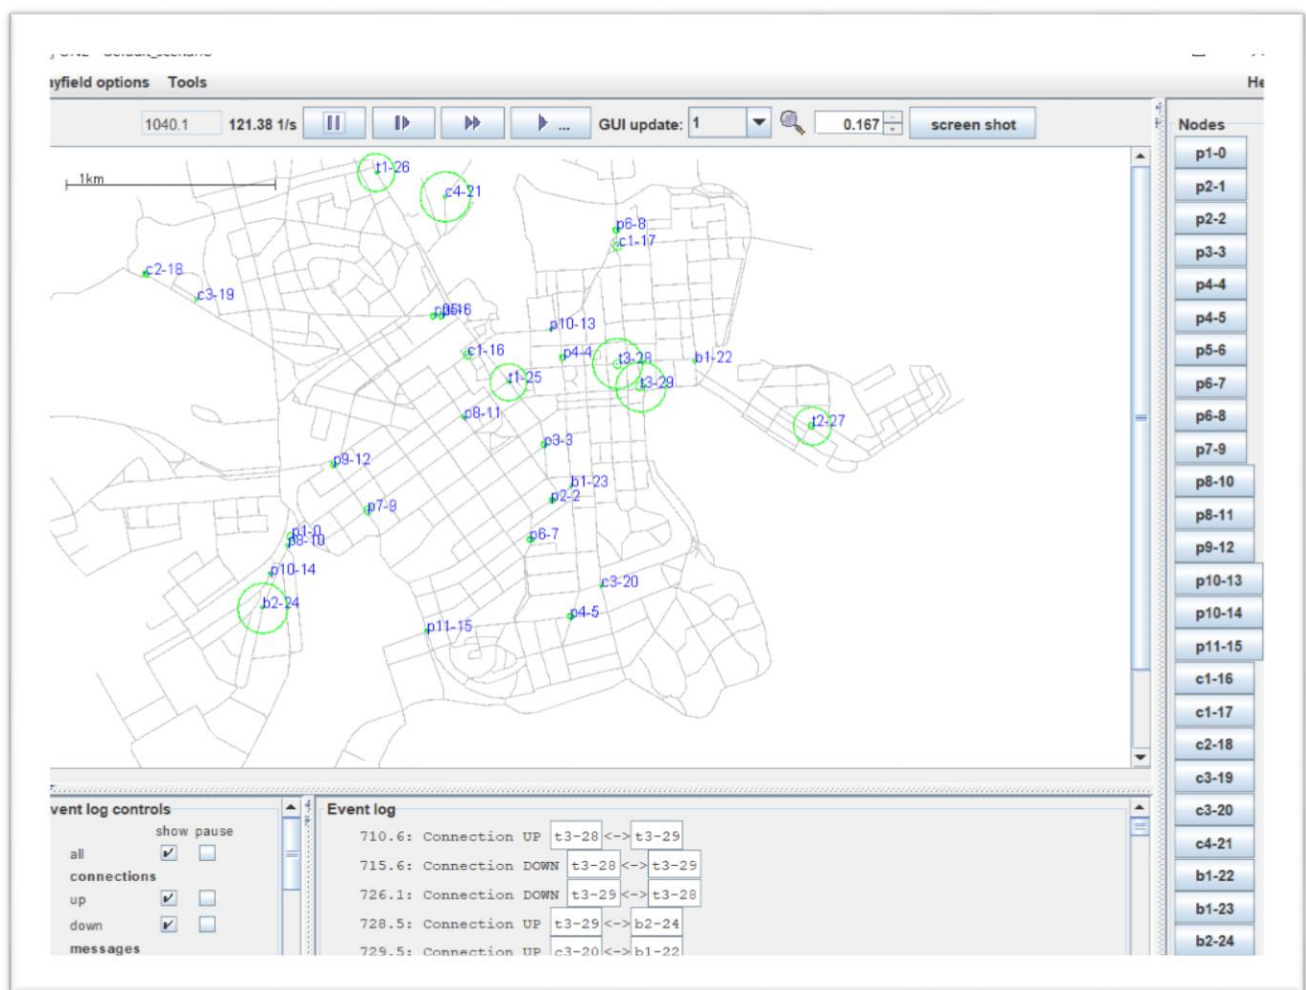 yfield options Tools He
1040.1 121.38 1/s ... GUI update: 1 0.167 screen shot
1km
t1-26
c4-21
p6-8
c1-17
c2-18
c3-19
p10-13
c1-16
p4-4
t3-28
b1-22
t1-25
t3-29
p8-11
t2-27
p3-3
p9-12
b1-23
p2-2
p7-9
p1-0
p6-7
p8-10
p10-14
c3-20
b2-24
p4-5
p11-15
Nodes
p1-0
p2-1
p2-2
p3-3
p4-4
p4-5
p5-6
p6-7
p6-8
p7-9
p8-10
p8-11
p9-12
p10-13
p10-14
p11-15
c1-16
c1-17
c2-18
c3-19
c3-20
c4-21
b1-22
b1-23
b2-24
vent log controls
show pause
all
connections
up
down
messages
Event log
710.6: Connection UP t3-28<->t3-29
715.6: Connection DOWN t3-28<->t3-29
726.1: Connection DOWN t3-29<->t3-28
728.5: Connection UP t3-29<->b2-24
729.5: Connection UP c3-20<->b1-22